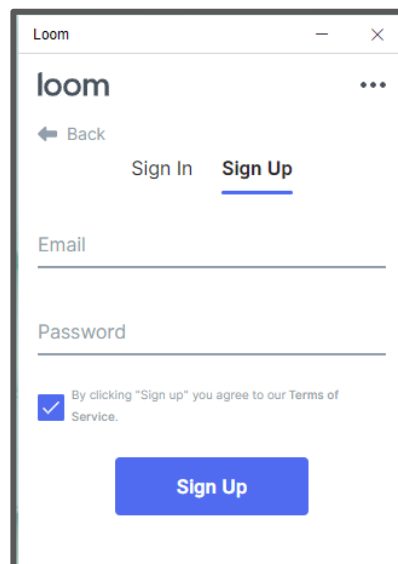 Loom
loom
Back
Sign In Sign Up
Email
Password
By clicking "Sign up" you agree to our Terms of
Service.
Sign Up